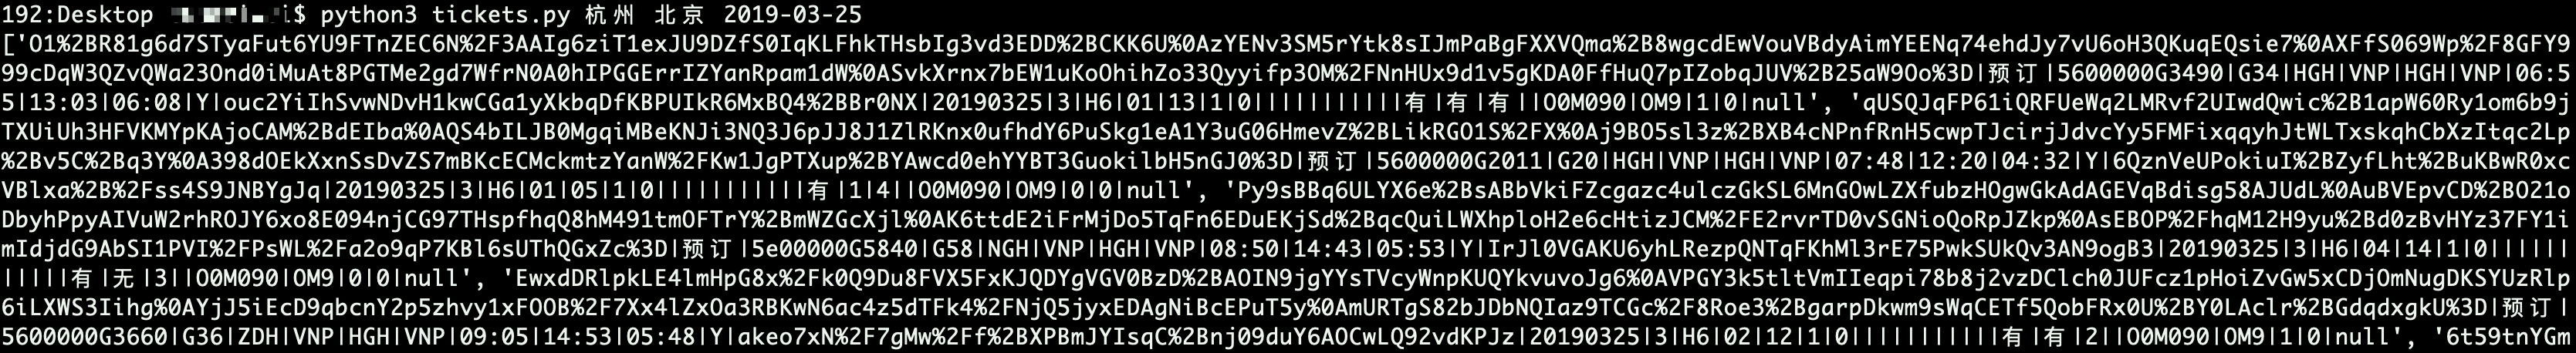 192:Desktop $ python3 tickets.py 杭州 北京 2019-03-25
['O1%2BR81g6d7STyaFut6YU9FTnZEC6N%2F3AAIg6ziT1exJU9DZfS0IqKLFhkTHsbIg3vd3EDD%2BCKK6U%0AzYENv3SM5rYtk8sIJmPaBgFXXVQma%2B8wgcdEwVouVBdyAimYEENq74ehdJy7vU6oH3QKuqEQsie7%0AXFfS069Wp%2F8GFY9
99cDqW3QZvQWa23Ond0iMuAt8PGTMe2gd7WfrN0A0hIPGGErrIZYanRpam1dW%0ASvkXrnx7bEW1uKoOhihZo33Qyyifp3OM%2FNnHUx9d1v5gKDA0FfHuQ7pIZobqJUV%2B25aW9Oo%3D|预订|5600000G3490|G34|HGH|VNP|HGH|VNP|06:5
5|13:03|06:08|Y|ouc2YiIhSvwNDvH1kwCGa1yXkbqDfKBPUIkR6MxBQ4%2BBr0NX|20190325|3|H6|01|13|1|0|||||||||||有|有|有||O0M090|OM9|1|0|null', 'qUSQJqFP61iQRFUeWq2LMRvf2UIwdQwic%2B1apW60Ry1om6b9j
TXUiUh3HFVKMYpKAjoCAM%2BdEIba%0AQS4bILJB0MgqiMBeKNJi3NQ3J6pJJ8J1ZlRKnx0ufhdY6PuSkg1eA1Y3uG06HmevZ%2BLikRGO1S%2FX%0Aj9BO5sl3z%2BXB4cNPnfRnH5cwpTJcirjJdvcYy5FMFixqqyhJtWLTxskqhCbXzItqc2Lp
%2Bv5C%2Bq3Y%0A398dOEkXxnSsDvZS7mBKcECMckmtzYanW%2FKw1JgPTXup%2BYAwcd0ehYYBT3GuokilbH5nGJ0%3D|预订|5600000G2011|G20|HGH|VNP|HGH|VNP|07:48|12:20|04:32|Y|6QznVeUPokiuI%2BZyfLht%2BuKBwR0xc
VBlxa%2B%2Fss4S9JNBYgJq|20190325|3|H6|01|05|1|0|||||||||||有|1|4||O0M090|OM9|0|0|null', 'Py9sBBq6ULYX6e%2BsABbVkiFZcgazc4ulczGkSL6MnGOwLZXfubzHOgwGkAdAGEVqBdisg58AJUdL%0AuBVEpvCD%2BO21o
DbyhPpyAIVuW2rhROJY6xo8E094njCG97THspfhqQ8hM491tmOFTrY%2BmWZGcXjl%0AK6ttdE2iFrMjDo5TqFn6EDuEKjSd%2BqcQuiLWXhploH2e6cHtizJCM%2FE2rvrTD0vSGNioQoRpJZkp%0AsEBOP%2FhqM12H9yu%2Bd0zBvHYz37FY1i
mIdjdG9AbSI1PVI%2FPsWL%2Fa2o9qP7KBl6sUThQGxZc%3D|预订|5e00000G5840|G58|NGH|VNP|HGH|VNP|08:50|14:43|05:53|Y|IrJl0VGAKU6yhLRezpQNTqFKhMl3rE75PwkSUkQv3AN9ogB3|20190325|3|H6|04|14|1|0||||||
|||||有|无|3||O0M090|OM9|0|0|null', 'EwxdDRlpkLE4lmHpG8x%2Fk0Q9Du8FVX5FxKJQDYgVGV0BzD%2BAOIN9jgYYsTVcyWnpKUQYkvuvoJg6%0AVPGY3k5tltVmIIeqpi78b8j2vzDClch0JUFcz1pHoiZvGw5xCDjOmNugDKSYUzRlp
6iLXWS3Iihg%0AYjJ5iEcD9qbcnY2p5zhvy1xFOOB%2F7Xx4lZxOa3RBKwN6ac4z5dTFk4%2FNjQ5jyxEDAgNiBcEPuT5y%0AmURTgS82bJDbNQIaz9TCGc%2F8Roe3%2BgarpDkwm9sWqCETf5QobFRx0U%2BY0LAclr%2BGdqdxgkU%3D|预订|
5600000G3660|G36|ZDH|VNP|HGH|VNP|09:05|14:53|05:48|Y|akeo7xN%2F7gMw%2Ff%2BXPBmJYIsqC%2Bnj09duY6AOCwLQ92vdKPJz|20190325|3|H6|02|12|1|0|||||||||||有|有|2||O0M090|OM9|1|0|null', '6t59tnYGm